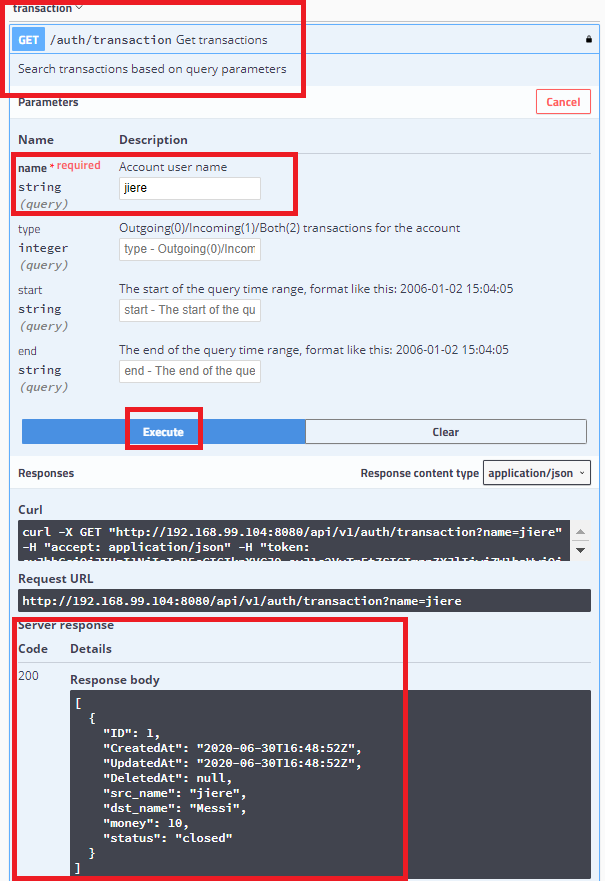 transaction
GET /auth/transaction Get transactions
Search transactions based on query parameters
Parameters
Cancel
Name Description
name * required Account user name
string jiere
(query)
type Outgoing(0)/Incoming(1)/Both(2) transactions for the account
integer type - Outgoing(0)/Incom
(query)
start The start of the query time range, format like this: 2006-01-02 15:04:05
string start - The start of the qu
(query)
end The end of the query time range, format like this: 2006-01-02 15:04:05
string end - The end of the que
(query)
Execute Clear
Responses Response content type application/json
Curl
curl -X GET "http://192.168.99.104:8080/api/v1/auth/transaction?name=jiere"
-H "accept: application/json" -H "token:
Request URL
http://192.168.99.104:8080/api/v1/auth/transaction?name=jiere
Server response
Code Details
200
Response body
[
{
"ID": 1,
"CreatedAt": "2020-06-30T16:48:52Z",
"UpdatedAt": "2020-06-30T16:48:52Z",
"DeletedAt": null,
"src_name": "jiere",
"dst_name": "Messi",
"money": 10,
"status": "closed"
}
]